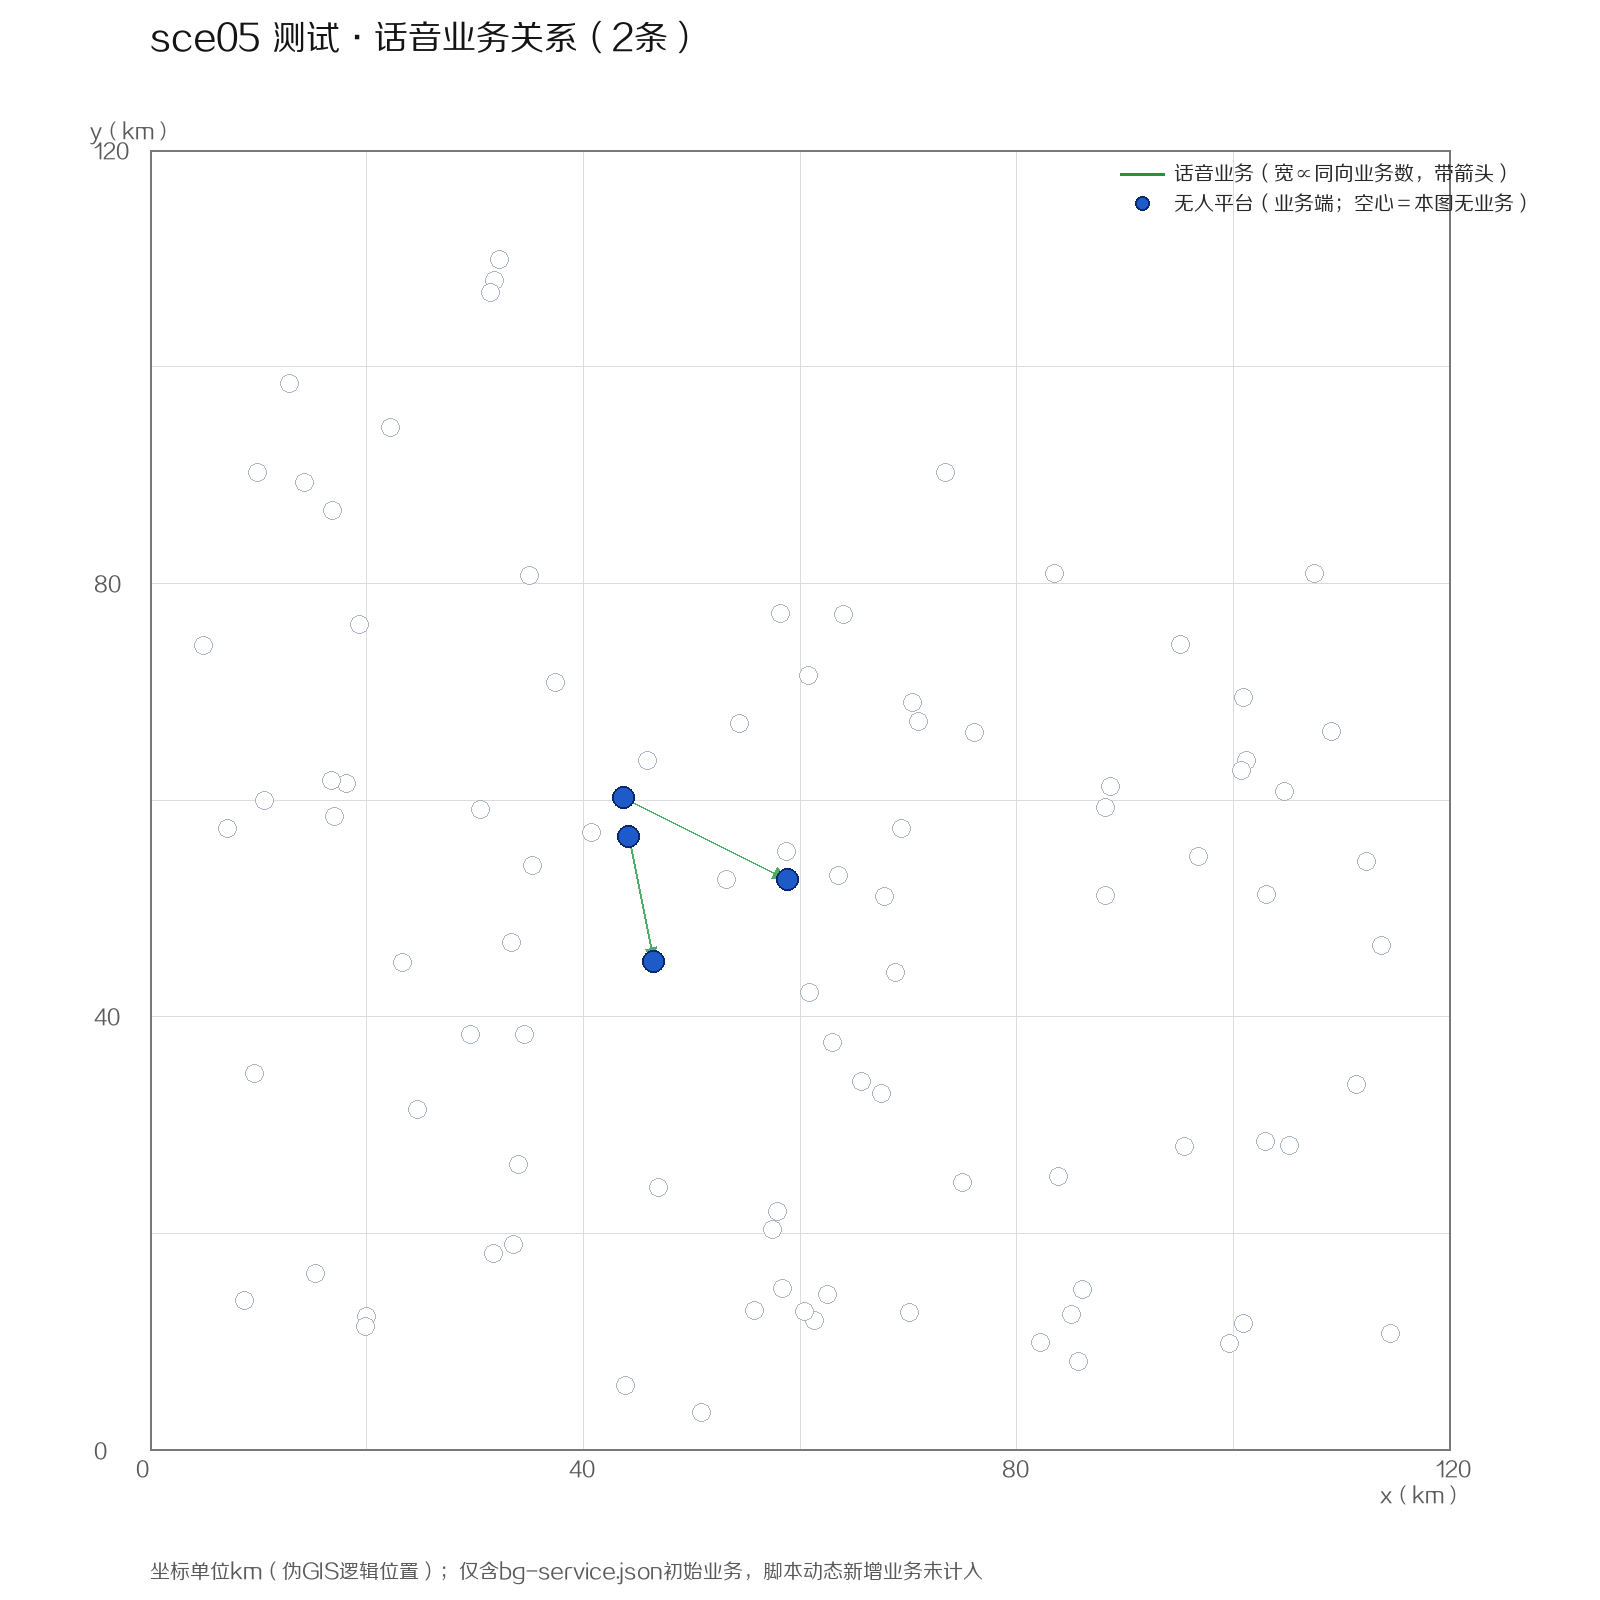 sce05 测试 · 话音业务关系（2条）
y（km）
120
话音业务（宽∝同向业务数，带箭头）
无人平台（业务端；空心＝本图无业务）
80
40
0
0
40
80
120
x（km）
坐标单位km（伪GIS逻辑位置）；仅含bg-service.json初始业务，脚本动态新增业务未计入